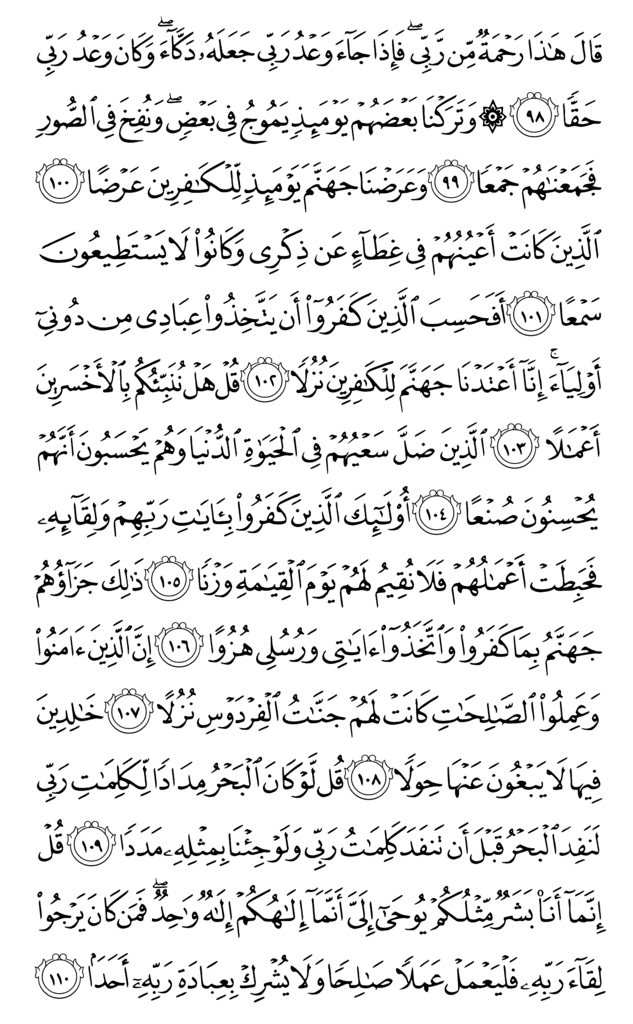 قَالَ هَٰذَا رَحْمَةٌ مِّن رَّبِّي ۖ فَإِذَا جَآءَ وَعْدُ رَبِّي جَعَلَهُۥ دَكَّآءَ ۖ وَكَانَ وَعْدُ رَبِّي
حَقًّا ٩٨ ۞ وَتَرَكْنَا بَعْضَهُمْ يَوْمَئِذٍ يَمُوجُ فِي بَعْضٍ ۖ وَنُفِخَ فِي ٱلصُّورِ
فَجَمَعْنَٰهُمْ جَمْعًا ٩٩ وَعَرَضْنَا جَهَنَّمَ يَوْمَئِذٍ لِّلْكَٰفِرِينَ عَرْضًا ١٠٠
ٱلَّذِينَ كَانَتْ أَعْيُنُهُمْ فِي غِطَآءٍ عَن ذِكْرِي وَكَانُوا۟ لَا يَسْتَطِيعُونَ
سَمْعًا ١٠١ أَفَحَسِبَ ٱلَّذِينَ كَفَرُوٓا۟ أَن يَتَّخِذُوا۟ عِبَادِي مِن دُونِيٓ
أَوْلِيَآءَ ۚ إِنَّآ أَعْتَدْنَا جَهَنَّمَ لِلْكَٰفِرِينَ نُزُلًا ١٠٢ قُلْ هَلْ نُنَبِّئُكُم بِٱلْأَخْسَرِينَ
أَعْمَٰلًا ١٠٣ ٱلَّذِينَ ضَلَّ سَعْيُهُمْ فِي ٱلْحَيَوٰةِ ٱلدُّنْيَا وَهُمْ يَحْسَبُونَ أَنَّهُمْ
يُحْسِنُونَ صُنْعًا ١٠٤ أُو۟لَٰٓئِكَ ٱلَّذِينَ كَفَرُوا۟ بِـَٔايَٰتِ رَبِّهِمْ وَلِقَآئِهِۦ
فَحَبِطَتْ أَعْمَٰلُهُمْ فَلَا نُقِيمُ لَهُمْ يَوْمَ ٱلْقِيَٰمَةِ وَزْنًا ١٠٥ ذَٰلِكَ جَزَآؤُهُمْ
جَهَنَّمُ بِمَا كَفَرُوا۟ وَٱتَّخَذُوٓا۟ ءَايَٰتِي وَرُسُلِي هُزُوًا ١٠٦ إِنَّ ٱلَّذِينَ ءَامَنُوا۟
وَعَمِلُوا۟ ٱلصَّٰلِحَٰتِ كَانَتْ لَهُمْ جَنَّٰتُ ٱلْفِرْدَوْسِ نُزُلًا ١٠٧ خَٰلِدِينَ
فِيهَا لَا يَبْغُونَ عَنْهَا حِوَلًا ١٠٨ قُل لَّوْ كَانَ ٱلْبَحْرُ مِدَادًا لِّكَلِمَٰتِ رَبِّي
لَنَفِدَ ٱلْبَحْرُ قَبْلَ أَن تَنفَدَ كَلِمَٰتُ رَبِّي وَلَوْ جِئْنَا بِمِثْلِهِۦ مَدَدًا ١٠٩ قُلْ
إِنَّمَآ أَنَا۠ بَشَرٌ مِّثْلُكُمْ يُوحَىٰٓ إِلَيَّ أَنَّمَآ إِلَٰهُكُمْ إِلَٰهٌ وَٰحِدٌ ۖ فَمَن كَانَ يَرْجُوا۟
لِقَآءَ رَبِّهِۦ فَلْيَعْمَلْ عَمَلًا صَٰلِحًا وَلَا يُشْرِكْ بِعِبَادَةِ رَبِّهِۦٓ أَحَدًۢا ١١٠